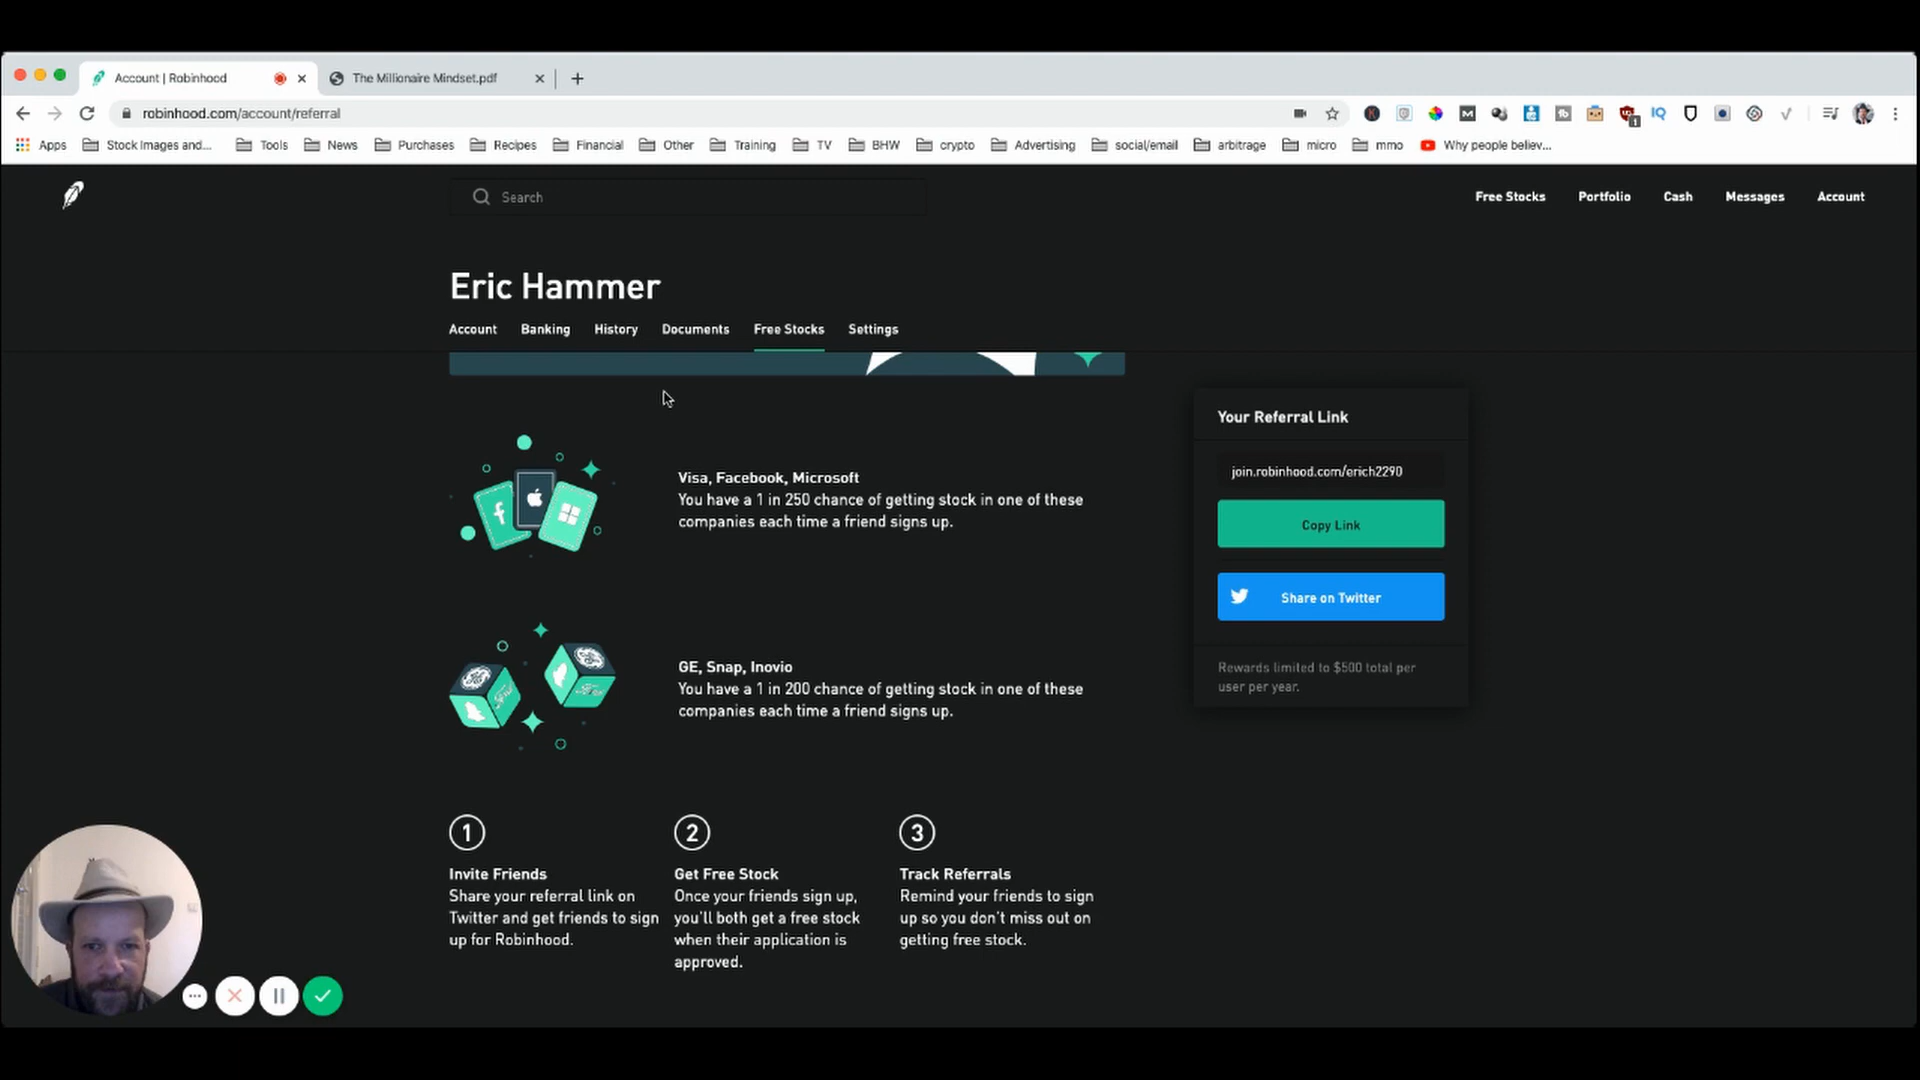 Account | Robinhood
The Millionaire Mindset.pdf
robinhood.com/account/referral
Apps
Stock Images and...
Tools
News
Purchases
Recipes
Financial
Other
Training
TV
BHW
crypto
Advertising
social/email
arbitrage
micro
mmo
Why people believ...
Search
Free Stocks
Portfolio
Cash
Messages
Account
Eric Hammer
Account
Banking
History
Documents
Free Stocks
Settings
Visa, Facebook, Microsoft
You have a 1 in 250 chance of getting stock in one of these
companies each time a friend signs up.
GE, Snap, Inovio
You have a 1 in 200 chance of getting stock in one of these
companies each time a friend signs up.
Your Referral Link
join.robinhood.com/erich2290
Copy Link
Share on Twitter
Rewards limited to $500 total per
user per year.
1
Invite Friends
Share your referral link on
Twitter and get friends to sign
up for Robinhood.
2
Get Free Stock
Once your friends sign up,
you'll both get a free stock
when their application is
approved.
3
Track Referrals
Remind your friends to sign
up so you don't miss out on
getting free stock.